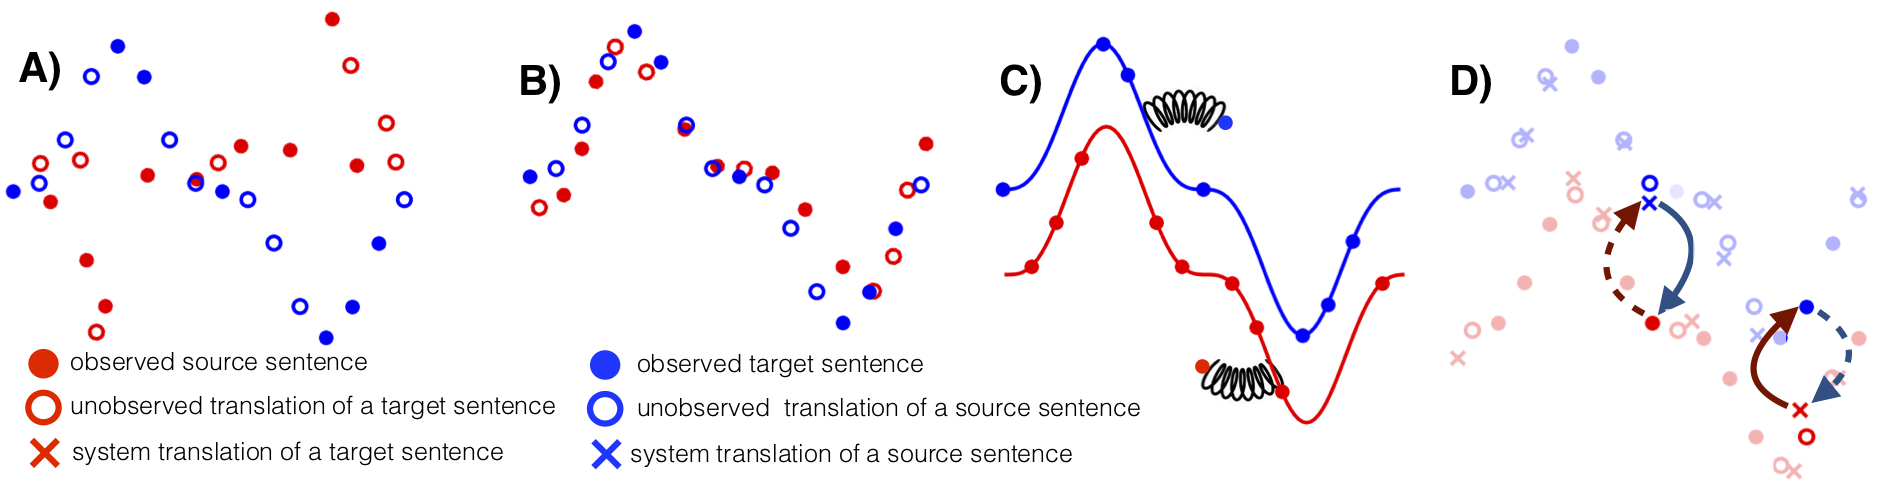 A)
B)
C)
D)
observed source sentence
unobserved translation of a target sentence
system translation of a target sentence
observed target sentence
unobserved translation of a source sentence
system translation of a source sentence